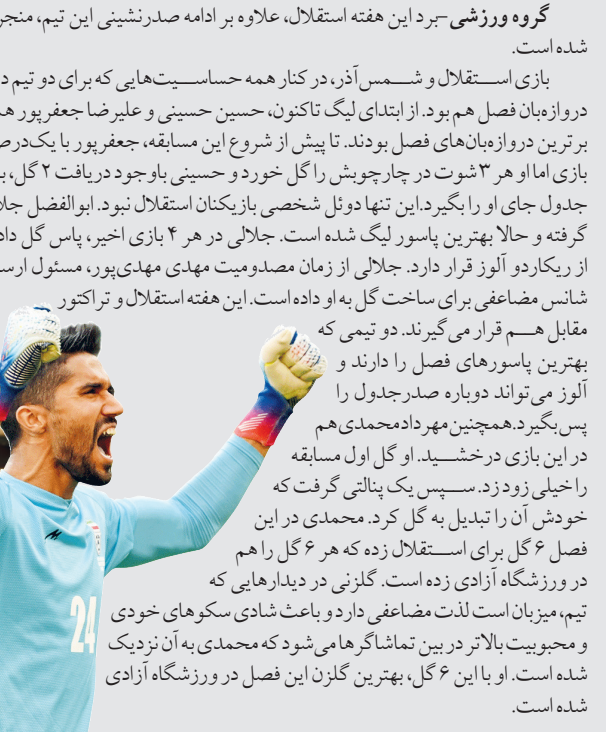 گروه ورزشی-برد این هفته استقلال، علاوه بر ادامه صدرنشینی این تیم، منجر
شده است.
بازی استقلال و شمس‌آذر، در کنار همه حساسیت‌هایی که برای دو تیم د
دروازه‌بان فصل هم بود. از ابتدای لیگ تاکنون، حسین حسینی و علیرضا جعفرپور هـ
برترین دروازه‌بان‌های فصل بودند. تا پیش از شروع این مسابقه، جعفرپور با یک‌درصـ
بازی اما او هر ۳ شوت در چارچوبش را گل خورد و حسینی باوجود دریافت ۲ گل، بـ
جدول جای او را بگیرد.این تنها دوئل شخصی بازیکنان استقلال نبود. ابوالفضل جلا
گرفته و حالا بهترین پاسور لیگ شده است. جلالی در هر ۴ بازی اخیر، پاس گل داد
از ریکاردو آلوز قرار دارد. جلالی از زمان مصدومیت مهدی مهدی‌پور، مسئول ارسـ
شانس مضاعفی برای ساخت گل به او داده است. این هفته استقلال و تراکتور
مقابل هم قرار می‌گیرند. دو تیمی که
بهترین پاسورهای فصل را دارند و
آلوز می‌تواند دوباره صدرجدول را
پس‌بگیرد.همچنین مهرداد محمدی هم
در این بازی درخشید. او گل اول مسابقه
را خیلی زود زد. سپس یک پنالتی گرفت که
خودش آن را تبدیل به گل کرد. محمدی در این
فصل ۶ گل برای استقلال زده که هر ۶ گل را هم
در ورزشگاه آزادی زده است. گلزنی در دیدارهایی که
تیم، میزبان است لذت مضاعفی دارد و باعث شادی سکوهای خودی
و محبوبیت بالاتر در بین تماشاگرها می‌شود که محمدی به آن نزدیک
شده است. او با این ۶ گل، بهترین گلزن این فصل در ورزشگاه آزادی
شده است.
24